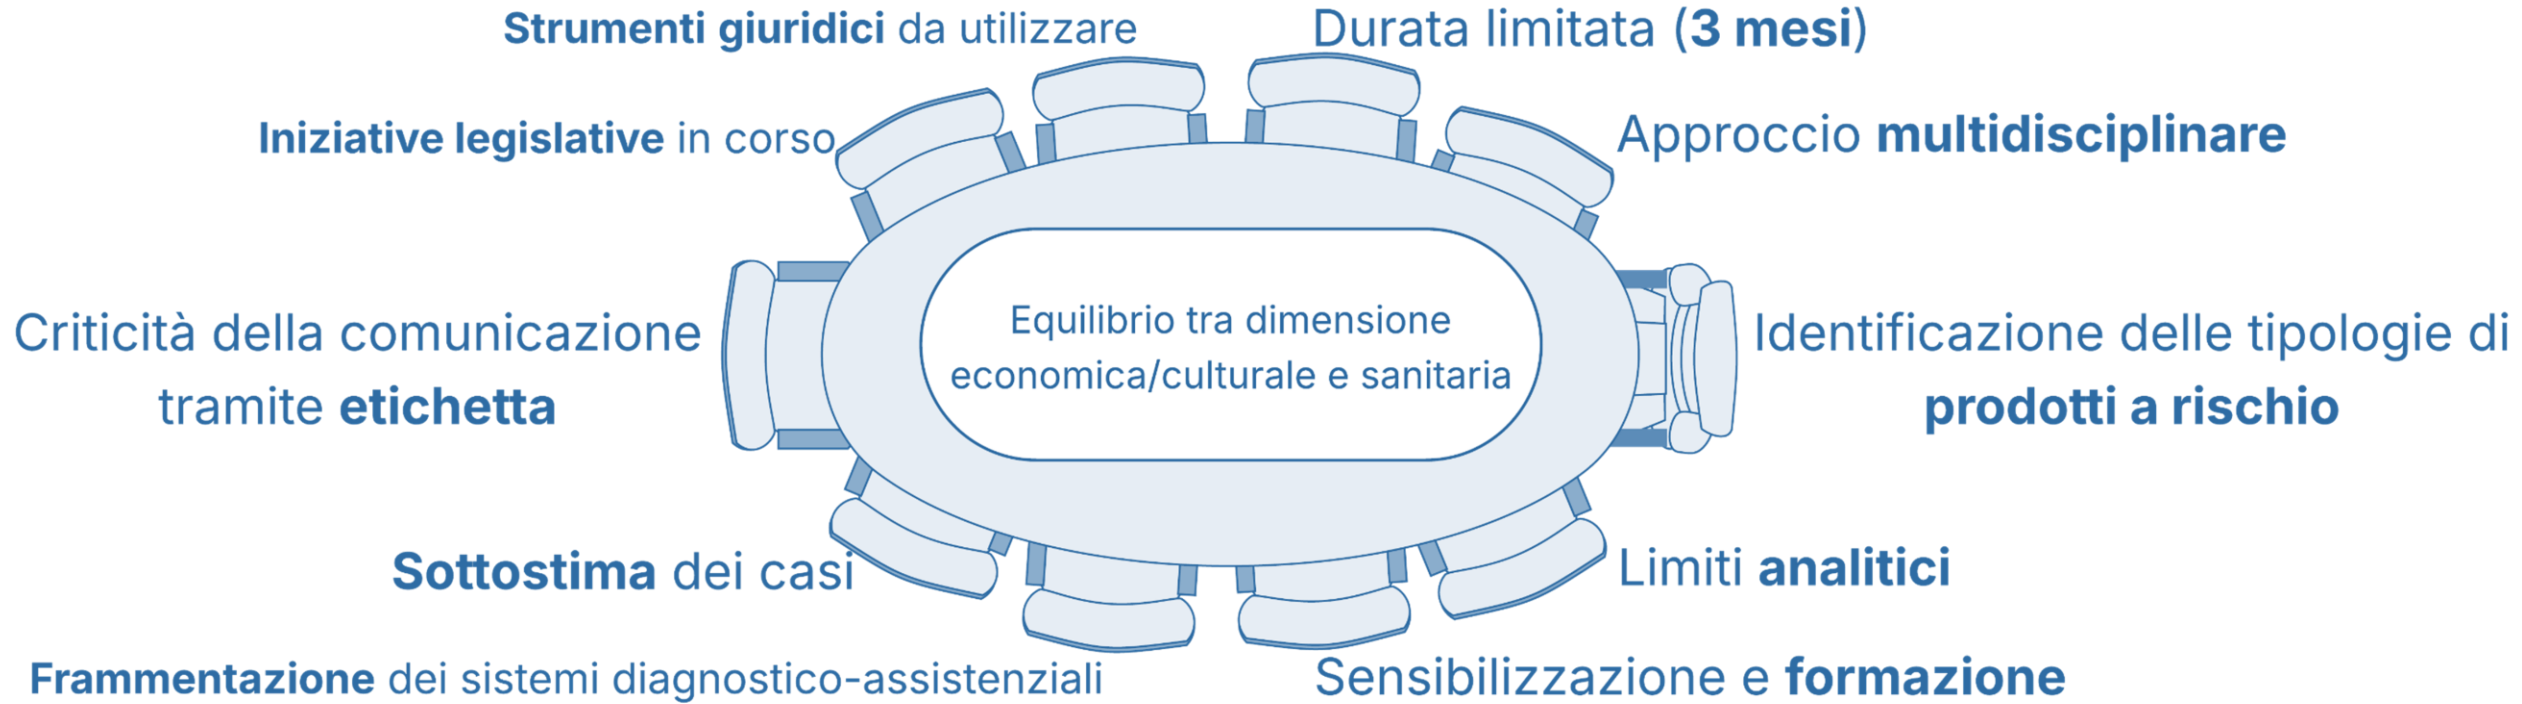 Strumenti giuridici da utilizzare
Durata limitata (3 mesi)
Iniziative legislative in corso
Approccio multidisciplinare
Criticità della comunicazione
tramite etichetta
Equilibrio tra dimensione
economica/culturale e sanitaria
Identificazione delle tipologie di
prodotti a rischio
Sottostima dei casi
Limiti analitici
Frammentazione dei sistemi diagnostico-assistenziali
Sensibilizzazione e formazione